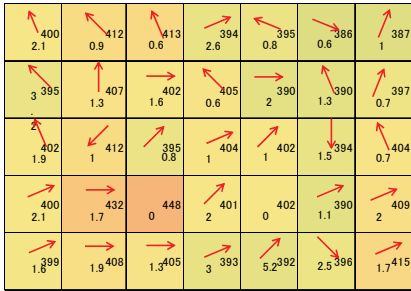 400 412 413 394 395 386 387
2.1 0.9 0.6 2.6 0.8 0.6 1
395 407 402 405 390 390 397
3.2 1.3 1.6 0.6 2 1.3 0.7
402 412 395 404 402 394 404
1.9 1 0.8 1 1 1.5 0.7
400 432 448 401 402 390 409
2.1 1.7 0 2 0 1.1 2
399 408 405 393 392 396 415
1.6 1.9 1.3 3 5.2 2.5 1.7